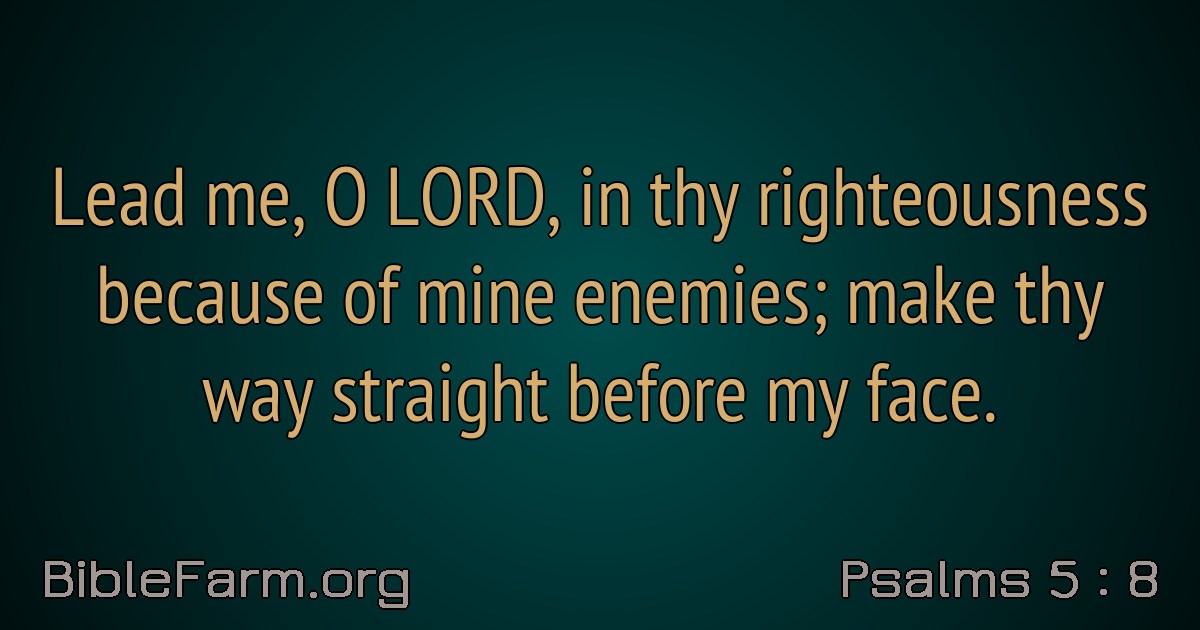 Lead me, O LORD, in thy righteousness
because of mine enemies; make thy
way straight before my face.
BibleFarm.org
Psalms 5 : 8